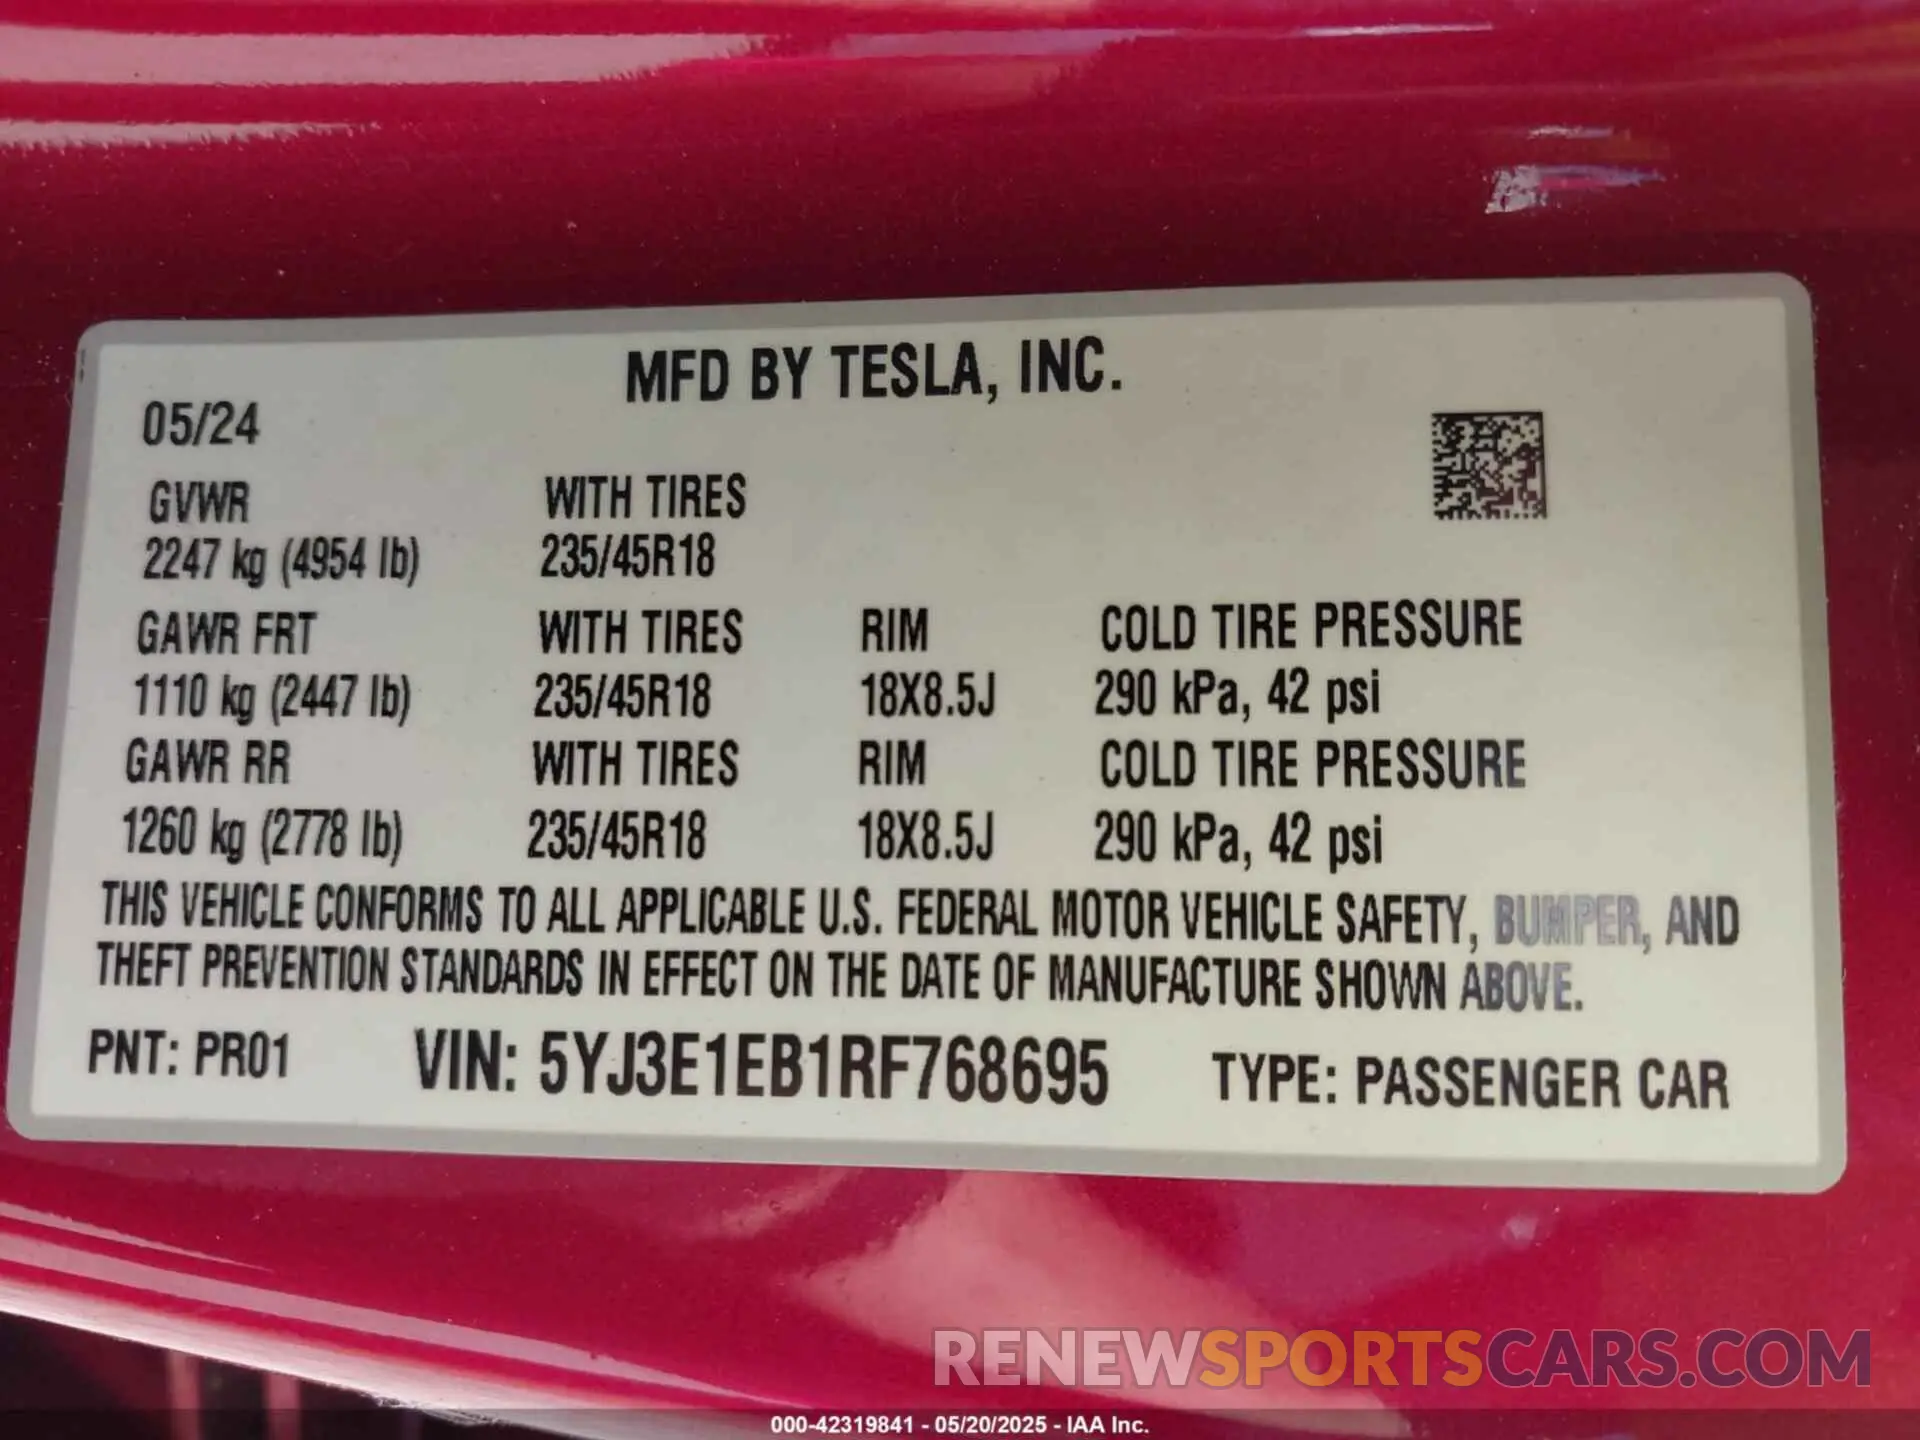 MFD BY TESLA, INC.
05/24
GVWR WITH TIRES
2247 kg (4954 lb) 235/45R18
GAWR FRT WITH TIRES RIM COLD TIRE PRESSURE
1110 kg (2447 lb) 235/45R18 18X8.5J 290 kPa, 42 psi
GAWR RR WITH TIRES RIM COLD TIRE PRESSURE
1260 kg (2778 lb) 235/45R18 18X8.5J 290 kPa, 42 psi
THIS VEHICLE CONFORMS TO ALL APPLICABLE U.S. FEDERAL MOTOR VEHICLE SAFETY, BUMPER, AND
THEFT PREVENTION STANDARDS IN EFFECT ON THE DATE OF MANUFACTURE SHOWN ABOVE.
PNT: PR01 VIN: 5YJ3E1EB1RF768695 TYPE: PASSENGER CAR
RENEWSPORTSCARS.COM
000-42319841 - 05/20/2025 - IAA Inc.